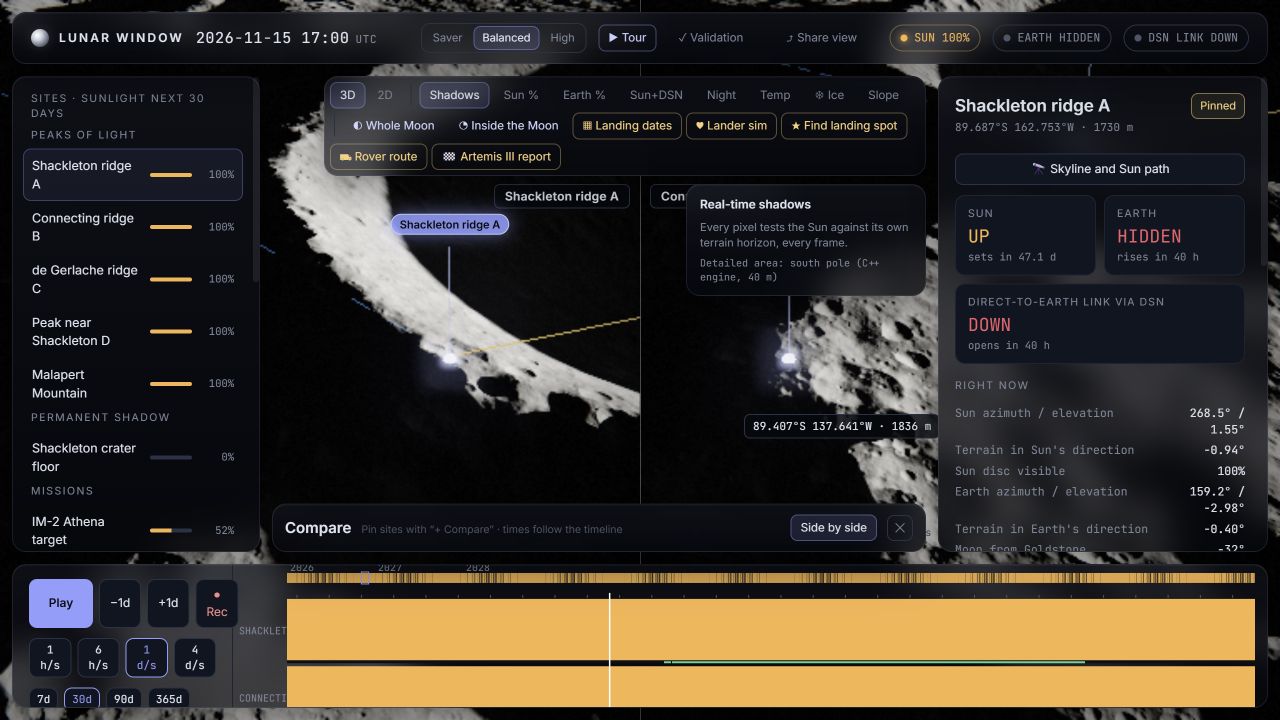 LUNAR WINDOW 2026-11-15 17:00 UTC
Saver Balanced High
▶ Tour
✓ Validation
⤴ Share view
SUN 100%
EARTH HIDDEN
DSN LINK DOWN
SITES · SUNLIGHT NEXT 30
DAYS
PEAKS OF LIGHT
Shackleton ridge
A
100%
Connecting ridge
B
100%
de Gerlache ridge
C
100%
Peak near
Shackleton D
100%
Malapert
Mountain
100%
PERMANENT SHADOW
Shackleton crater
floor
0%
MISSIONS
IM-2 Athena
target
52%
3D 2D Shadows Sun % Earth % Sun+DSN Night Temp ❄ Ice Slope
◐ Whole Moon ◔ Inside the Moon ▦ Landing dates ♥ Lander sim ★ Find landing spot
Rover route Artemis III report
Shackleton ridge A
Con
Shackleton ridge A
Real-time shadows
Every pixel tests the Sun against its own
terrain horizon, every frame.
Detailed area: south pole (C++
engine, 40 m)
89.407°S 137.641°W · 1836 m
Compare Pin sites with "+ Compare" · times follow the timeline
Side by side
Shackleton ridge A
Pinned
89.687°S 162.753°W · 1730 m
Skyline and Sun path
SUN
UP
sets in 47.1 d
EARTH
HIDDEN
rises in 40 h
DIRECT-TO-EARTH LINK VIA DSN
DOWN
opens in 40 h
RIGHT NOW
Sun azimuth / elevation 268.5° /
1.55°
Terrain in Sun's direction -0.94°
Sun disc visible 100%
Earth azimuth / elevation 159.2° /
-2.98°
Terrain in Earth's direction -0.40°
Moon from Goldstone -32°
Play −1d +1d Rec
1
h/s
6
h/s
1
d/s
4
d/s
7d 30d 90d 365d
2026 2027 2028
SHACKLET
CONNECTI